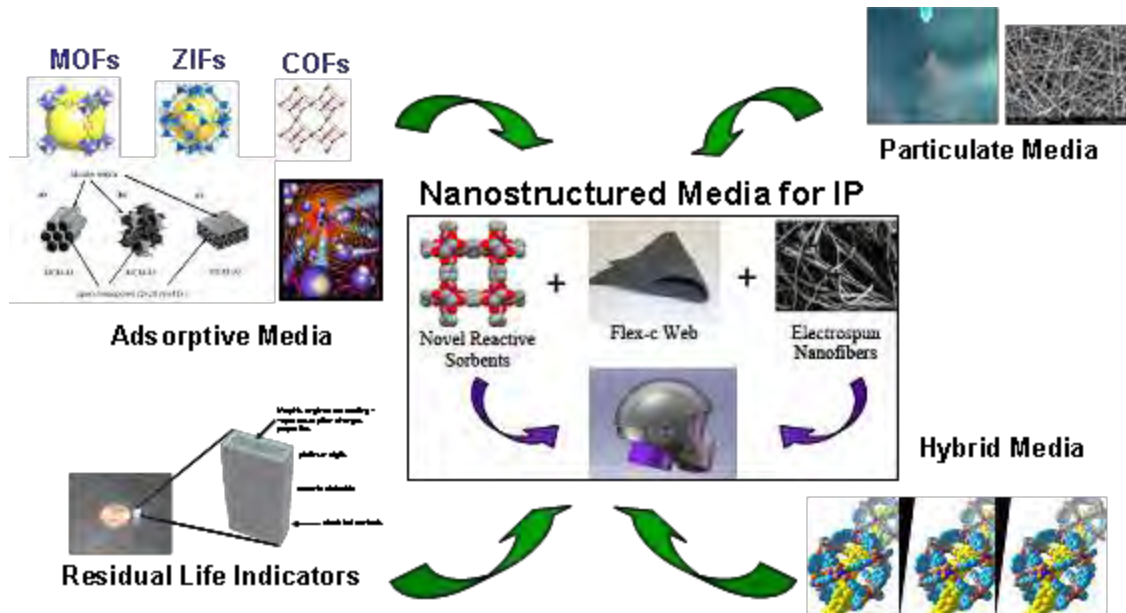 MOFs
ZIFs
COFs
a)
b)
c)
Adsorptive Media
Particulate Media
Nanostructured Media for IP
+
+
Novel Reactive
Sorbents
Flex-c Web
Electrospun
Nanofibers
Hybrid Media
Residual Life Indicators